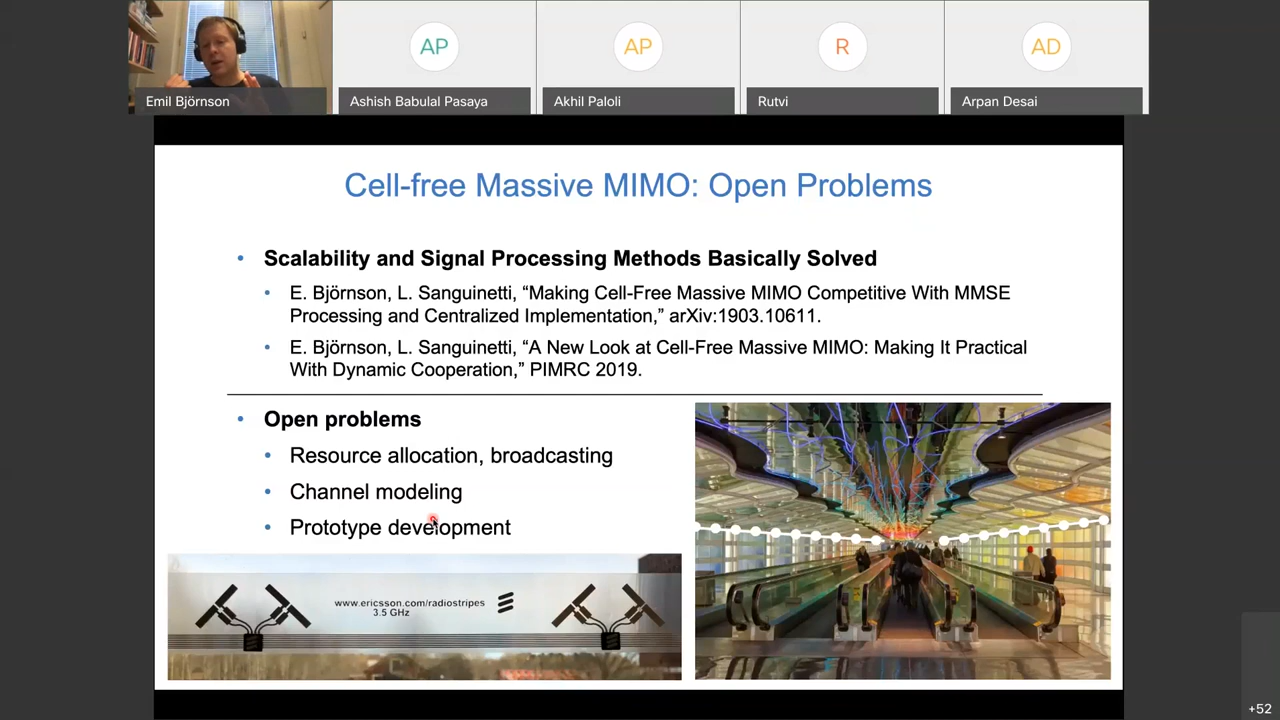 AP
AP
R
AD
Emil Björnson
Ashish Babulal Pasaya
Akhil Paloli
Rutvi
Arpan Desai
Cell-free Massive MIMO: Open Problems
• Scalability and Signal Processing Methods Basically Solved
• E. Björnson, L. Sanguinetti, “Making Cell-Free Massive MIMO Competitive With MMSE
Processing and Centralized Implementation,” arXiv:1903.10611.
• E. Björnson, L. Sanguinetti, “A New Look at Cell-Free Massive MIMO: Making It Practical
With Dynamic Cooperation,” PIMRC 2019.
• Open problems
• Resource allocation, broadcasting
• Channel modeling
• Prototype development
www.ericsson.com/radiostripes
3.5 GHz
+52